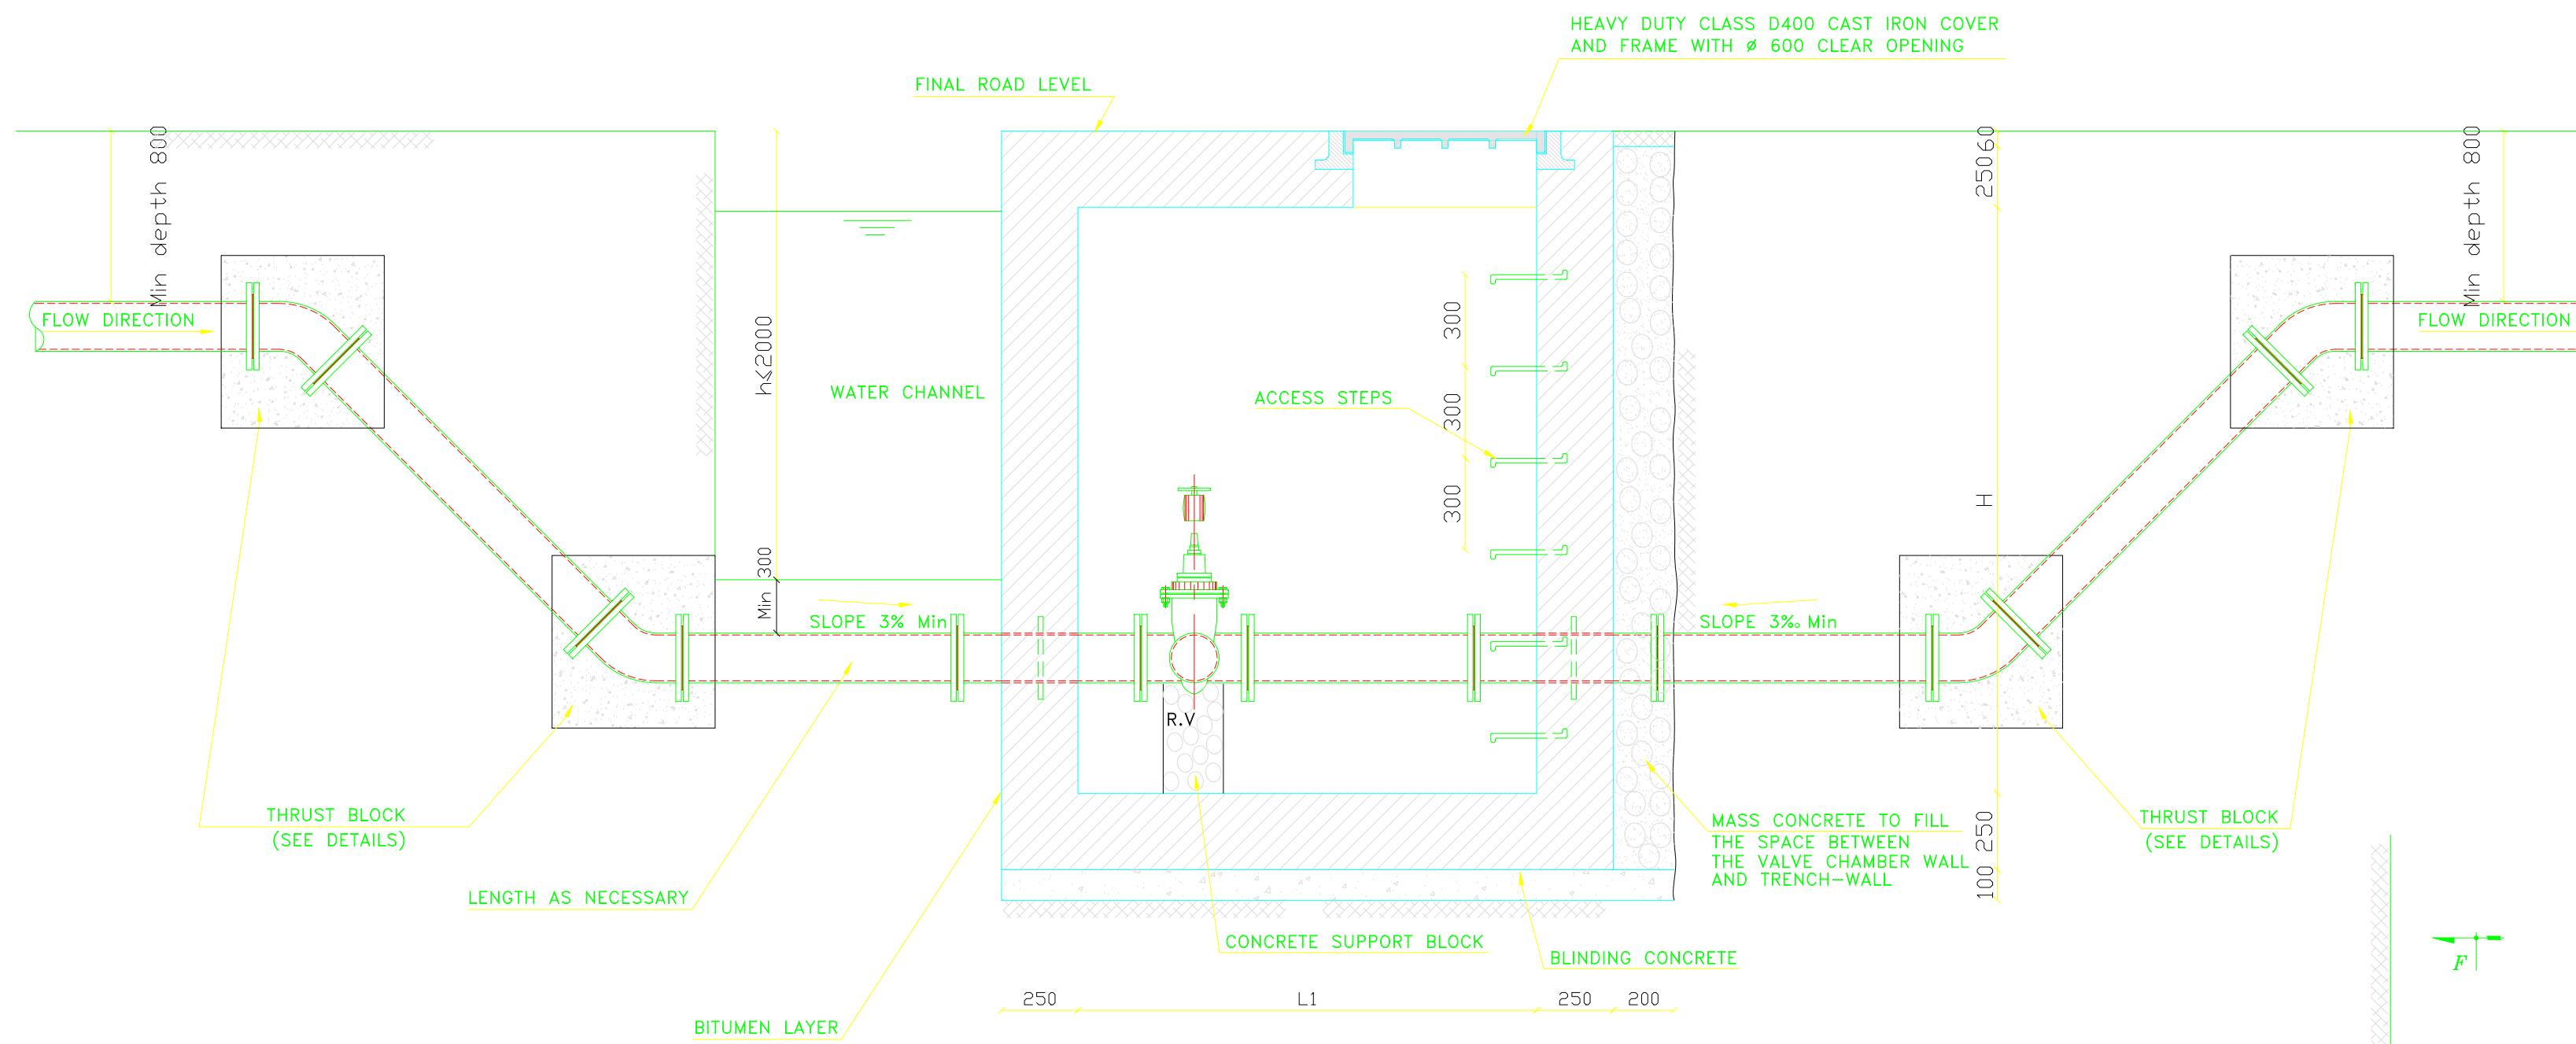 HEAVY DUTY CLASS D400 CAST IRON COVER
AND FRAME WITH ø 600 CLEAR OPENING
FINAL ROAD LEVEL
Min depth 800
Min depth 800
250 60
FLOW DIRECTION
FLOW DIRECTION
h≤2000
300
WATER CHANNEL
ACCESS STEPS
300
300
H
Min 300
SLOPE 3% Min
SLOPE 3‰ Min
R.V
THRUST BLOCK
(SEE DETAILS)
MASS CONCRETE TO FILL
THE SPACE BETWEEN
THE VALVE CHAMBER WALL
AND TRENCH-WALL
100 250
THRUST BLOCK
(SEE DETAILS)
LENGTH AS NECESSARY
CONCRETE SUPPORT BLOCK
BLINDING CONCRETE
F
250
L1
250
200
BITUMEN LAYER